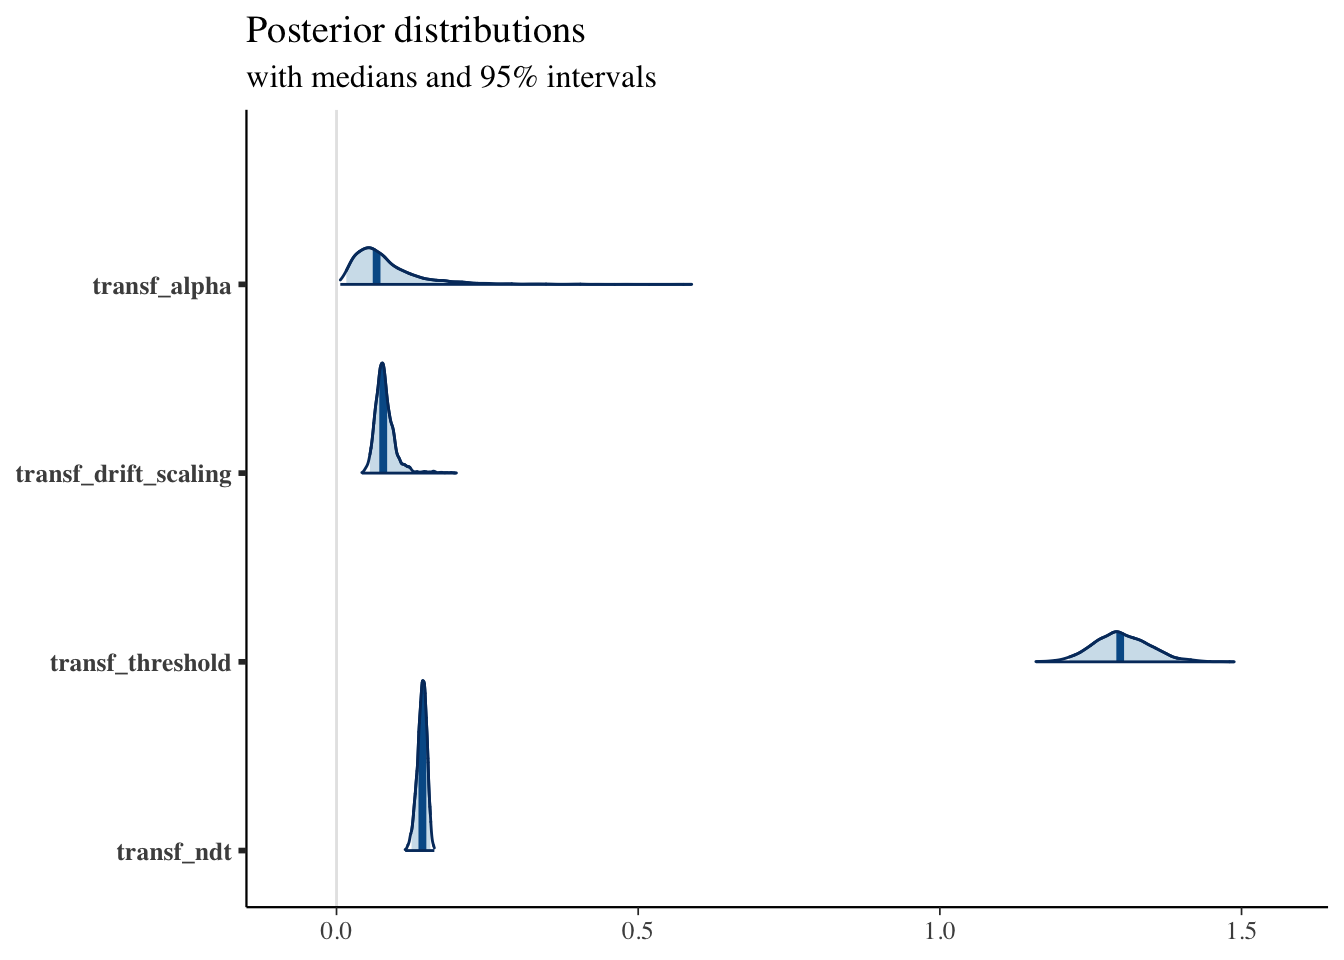 Posterior distributions
with medians and 95% intervals
transf_alpha
transf_drift_scaling
transf_threshold
transf_ndt
0.0 0.5 1.0 1.5